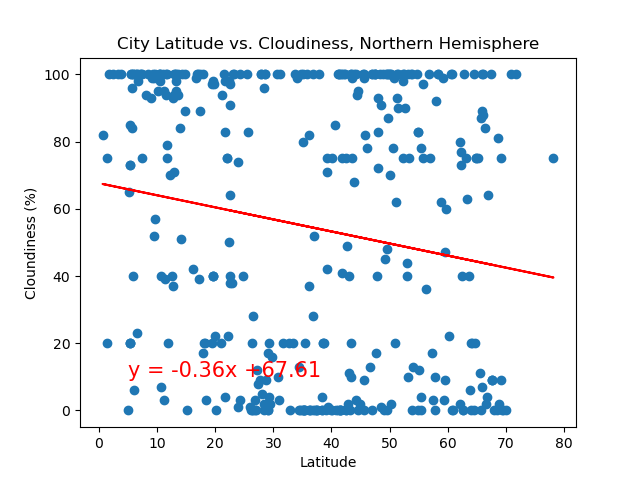 City Latitude vs. Cloudiness, Northern Hemisphere
100
80
60
40
20
0
Cloundiness (%)
y = -0.36x +67.61
0 10 20 30 40 50 60 70 80
Latitude